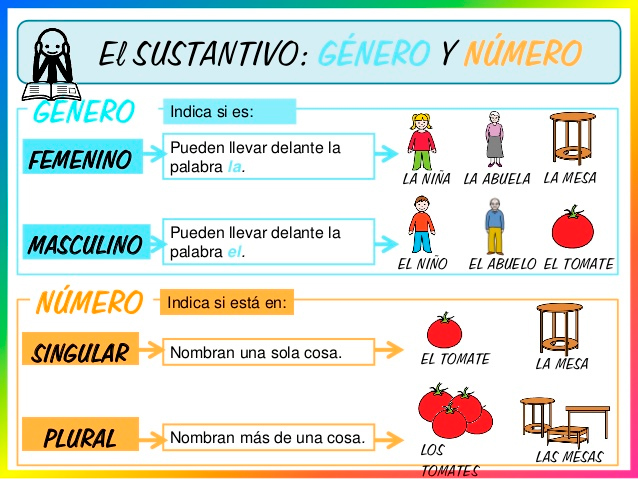 El SUSTANTIVO: GÉNERO Y NÚMERO
GÉNERO
Indica si es:
FEMENINO
Pueden llevar delante la
palabra la.
LA NIÑA
LA ABUELA
LA MESA
MASCULINO
Pueden llevar delante la
palabra el.
EL NIÑO
EL ABUELO
EL TOMATE
NÚMERO
Indica si está en:
SINGULAR
Nombran una sola cosa.
EL TOMATE
LA MESA
PLURAL
Nombran más de una cosa.
LOS
TOMATES
LAS MESAS